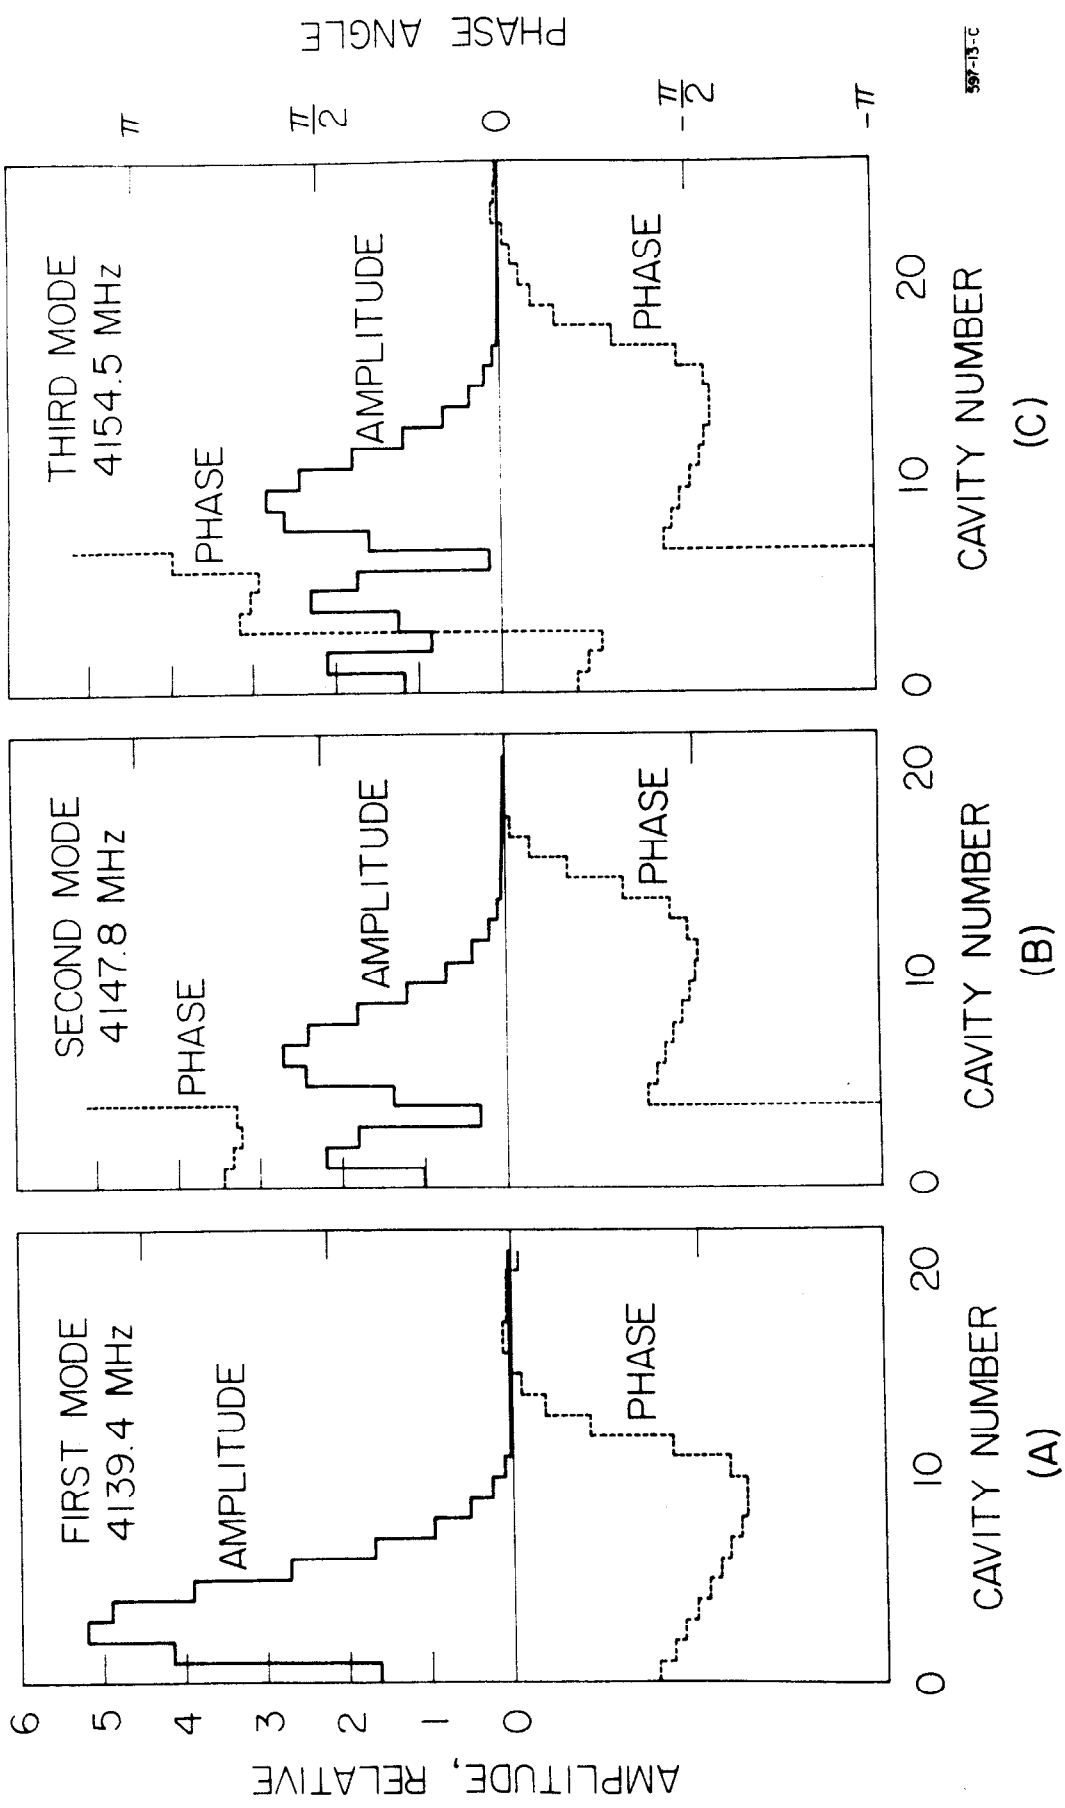 AMPLITUDE, RELATIVE
6
5
4
3
2
1
0
FIRST MODE
4139.4 MHz
AMPLITUDE
PHASE
0
10
20
CAVITY NUMBER
(A)
SECOND MODE
4147.8 MHz
PHASE
AMPLITUDE
PHASE
0
10
20
CAVITY NUMBER
(B)
THIRD MODE
4154.5 MHz
PHASE
AMPLITUDE
PHASE
0
10
20
CAVITY NUMBER
(C)
π
π/2
0
-π/2
-π
PHASE ANGLE
597-13-C